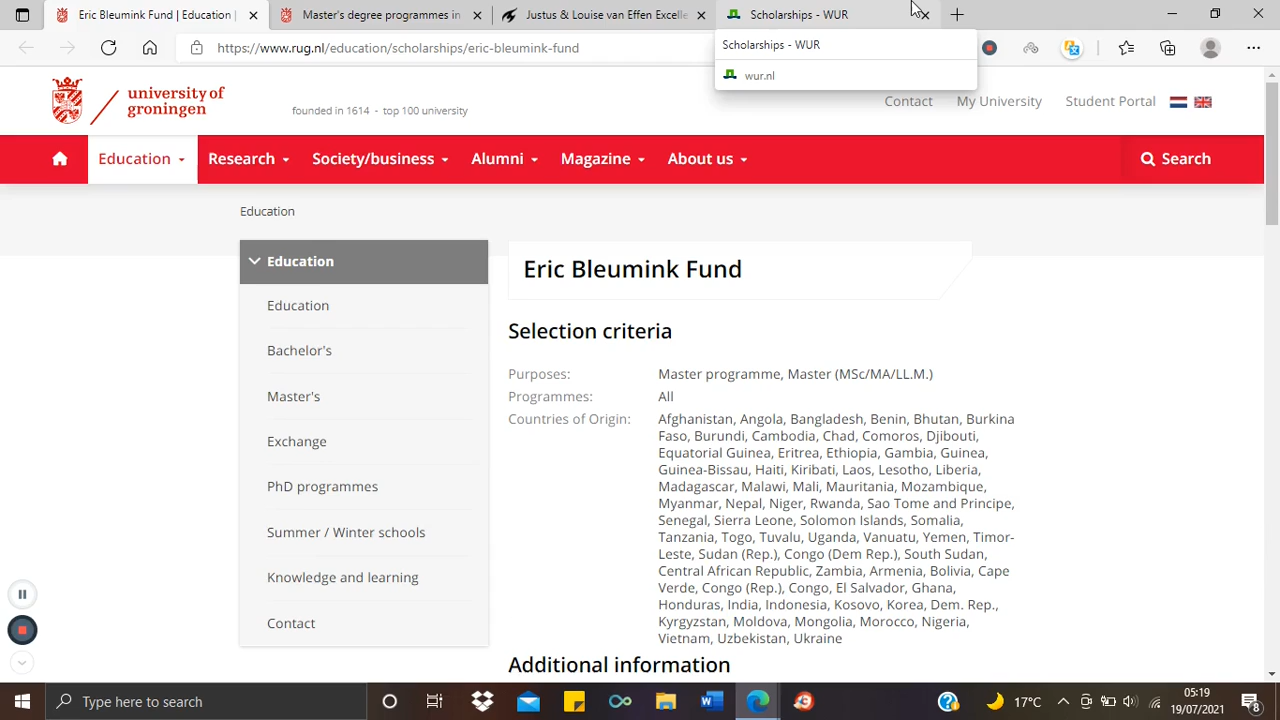 Eric Bleumink Fund | Education |
Master's degree programmes in
Justus & Louise van Effen Excelle
Scholarships - WUR
https://www.rug.nl/education/scholarships/eric-bleumink-fund
Scholarships - WUR
wur.nl
university of
groningen
founded in 1614 - top 100 university
Contact
My University
Student Portal
Education
Research
Society/business
Alumni
Magazine
About us
Search
Education
Education
Education
Bachelor's
Master's
Exchange
PhD programmes
Summer / Winter schools
Knowledge and learning
Contact
Eric Bleumink Fund
Selection criteria
Purposes: Master programme, Master (MSc/MA/LL.M.)
Programmes: All
Countries of Origin: Afghanistan, Angola, Bangladesh, Benin, Bhutan, Burkina
Faso, Burundi, Cambodia, Chad, Comoros, Djibouti,
Equatorial Guinea, Eritrea, Ethiopia, Gambia, Guinea,
Guinea-Bissau, Haiti, Kiribati, Laos, Lesotho, Liberia,
Madagascar, Malawi, Mali, Mauritania, Mozambique,
Myanmar, Nepal, Niger, Rwanda, Sao Tome and Principe,
Senegal, Sierra Leone, Solomon Islands, Somalia,
Tanzania, Togo, Tuvalu, Uganda, Vanuatu, Yemen, Timor-
Leste, Sudan (Rep.), Congo (Dem Rep.), South Sudan,
Central African Republic, Zambia, Armenia, Bolivia, Cape
Verde, Congo (Rep.), Congo, El Salvador, Ghana,
Honduras, India, Indonesia, Kosovo, Korea, Dem. Rep.,
Kyrgyzstan, Moldova, Mongolia, Morocco, Nigeria,
Vietnam, Uzbekistan, Ukraine
Additional information
Type here to search
17°C
05:19
19/07/2021
8